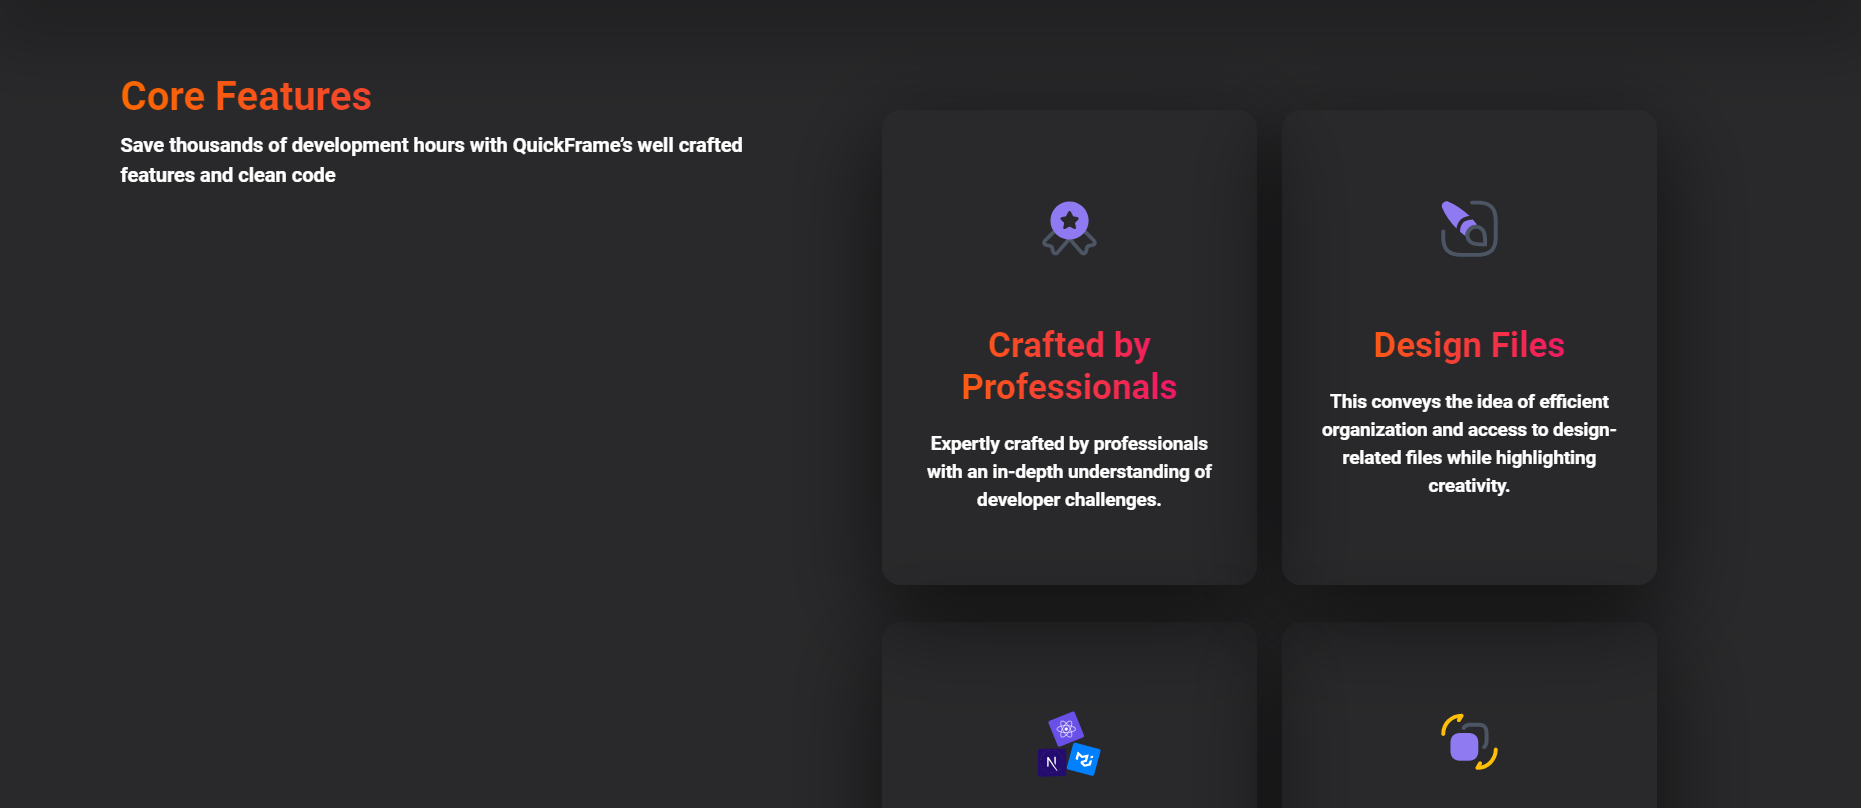 Core Features
Save thousands of development hours with QuickFrame’s well crafted
features and clean code
Crafted by
Professionals
Expertly crafted by professionals
with an in-depth understanding of
developer challenges.
Design Files
This conveys the idea of efficient
organization and access to design-
related files while highlighting
creativity.
N